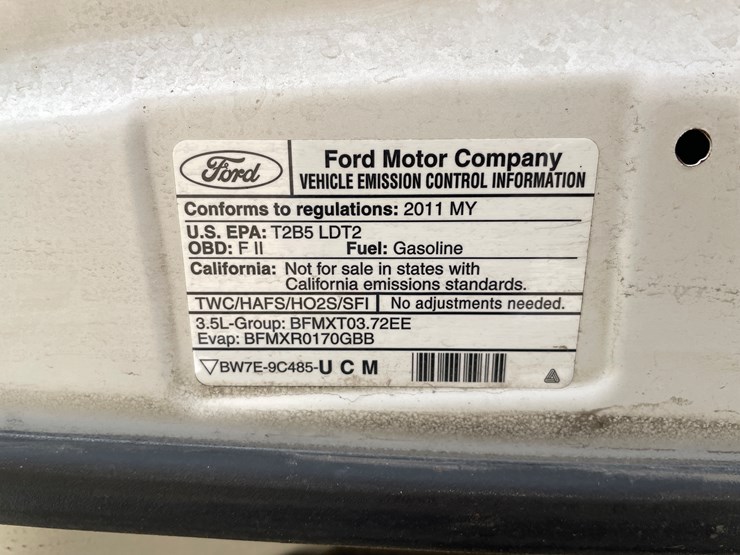 Ford
Ford Motor Company
VEHICLE EMISSION CONTROL INFORMATION
Conforms to regulations: 2011 MY
U.S. EPA: T2B5 LDT2
OBD: F II Fuel: Gasoline
California: Not for sale in states with
California emissions standards.
TWC/HAFS/HO2S/SFI No adjustments needed.
3.5L-Group: BFMXT03.72EE
Evap: BFMXR0170GBB
BW7E-9C485-U C M